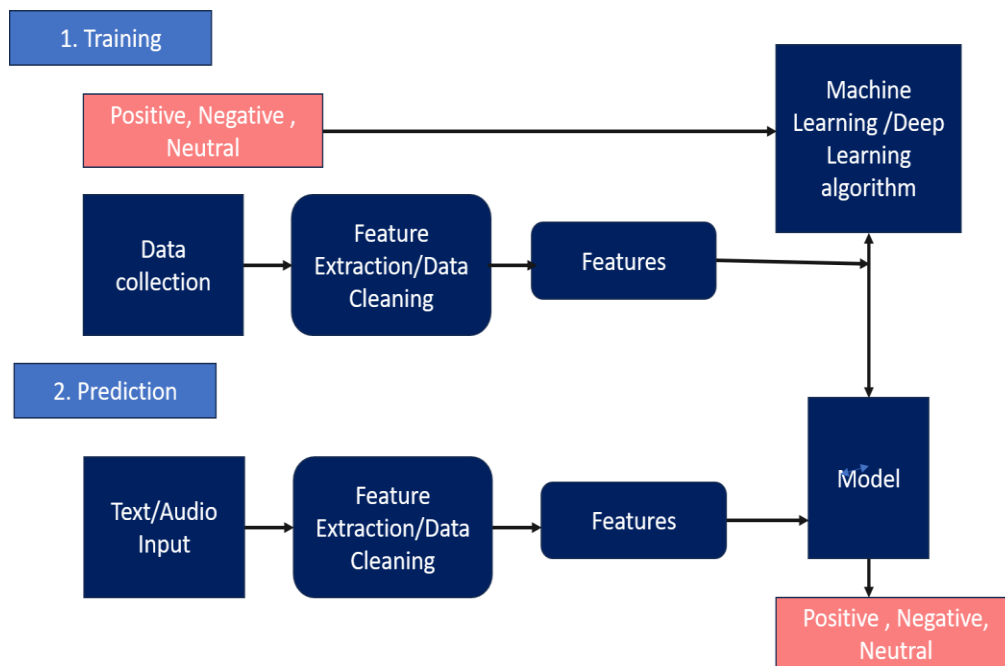 1. Training
Positive, Negative ,
Neutral
Machine
Learning /Deep
Learning
algorithm
Data
collection
Feature
Extraction/Data
Cleaning
Features
2. Prediction
Text/Audio
Input
Feature
Extraction/Data
Cleaning
Features
Model
Positive , Negative,
Neutral